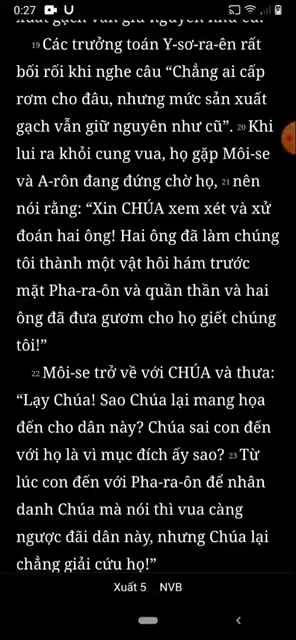 0:27
xuất gạch vẫn giữ nguyên như cũ.
19 Các trưởng toán Y-sơ-ra-ên rất
bối rối khi nghe câu “Chẳng ai cấp
rơm cho đâu, nhưng mức sản xuất
gạch vẫn giữ nguyên như cũ”. 20 Khi
lui ra khỏi cung vua, họ gặp Môi-se
và A-rôn đang đứng chờ họ, 21 nên
nói rằng: “Xin CHÚA xem xét và xử
đoán hai ông! Hai ông đã làm chúng
tôi thành một vật hôi hám trước
mặt Pha-ra-ôn và quần thần và hai
ông đã đưa gươm cho họ giết chúng
tôi!”
22 Môi-se trở về với CHÚA và thưa:
“Lạy Chúa! Sao Chúa lại mang họa
đến cho dân này? Chúa sai con đến
với họ là vì mục đích ấy sao? 23 Từ
lúc con đến với Pha-ra-ôn để nhân
danh Chúa mà nói thì vua càng
ngược đãi dân này, nhưng Chúa lại
chẳng giải cứu họ!”
Xuất 5 NVB